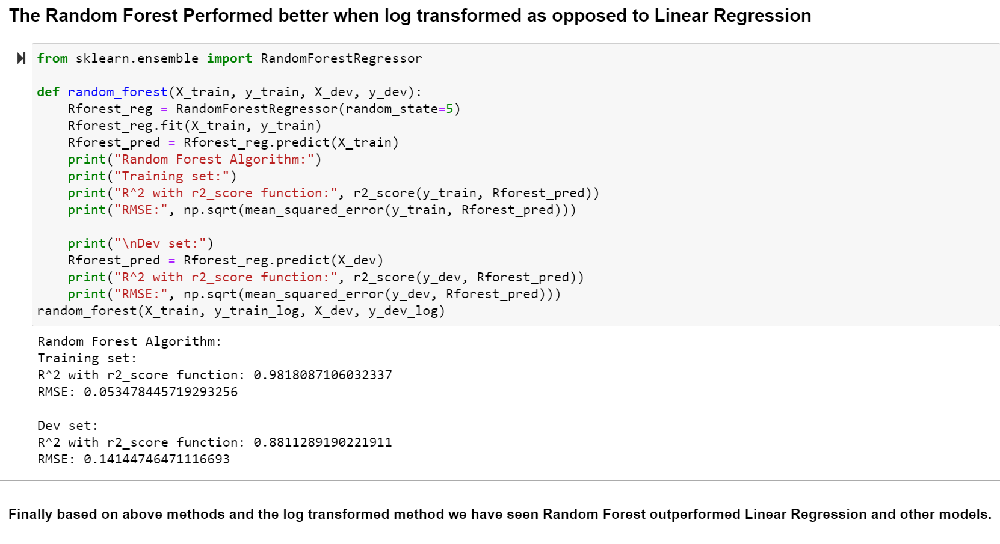 The Random Forest Performed better when log transformed as opposed to Linear Regression
from sklearn.ensemble import RandomForestRegressor
def random_forest(X_train, y_train, X_dev, y_dev):
    Rforest_reg = RandomForestRegressor(random_state=5)
    Rforest_reg.fit(X_train, y_train)
    Rforest_pred = Rforest_reg.predict(X_train)
    print("Random Forest Algorithm:")
    print("Training set:")
    print("R^2 with r2_score function:", r2_score(y_train, Rforest_pred))
    print("RMSE:", np.sqrt(mean_squared_error(y_train, Rforest_pred)))
    print("\nDev set:")
    Rforest_pred = Rforest_reg.predict(X_dev)
    print("R^2 with r2_score function:", r2_score(y_dev, Rforest_pred))
    print("RMSE:", np.sqrt(mean_squared_error(y_dev, Rforest_pred)))
random_forest(X_train, y_train_log, X_dev, y_dev_log)
Random Forest Algorithm:
Training set:
R^2 with r2_score function: 0.9818087106032337
RMSE: 0.053478445719293256
Dev set:
R^2 with r2_score function: 0.8811289190221911
RMSE: 0.14144746471116693
Finally based on above methods and the log transformed method we have seen Random Forest outperformed Linear Regression and other models.